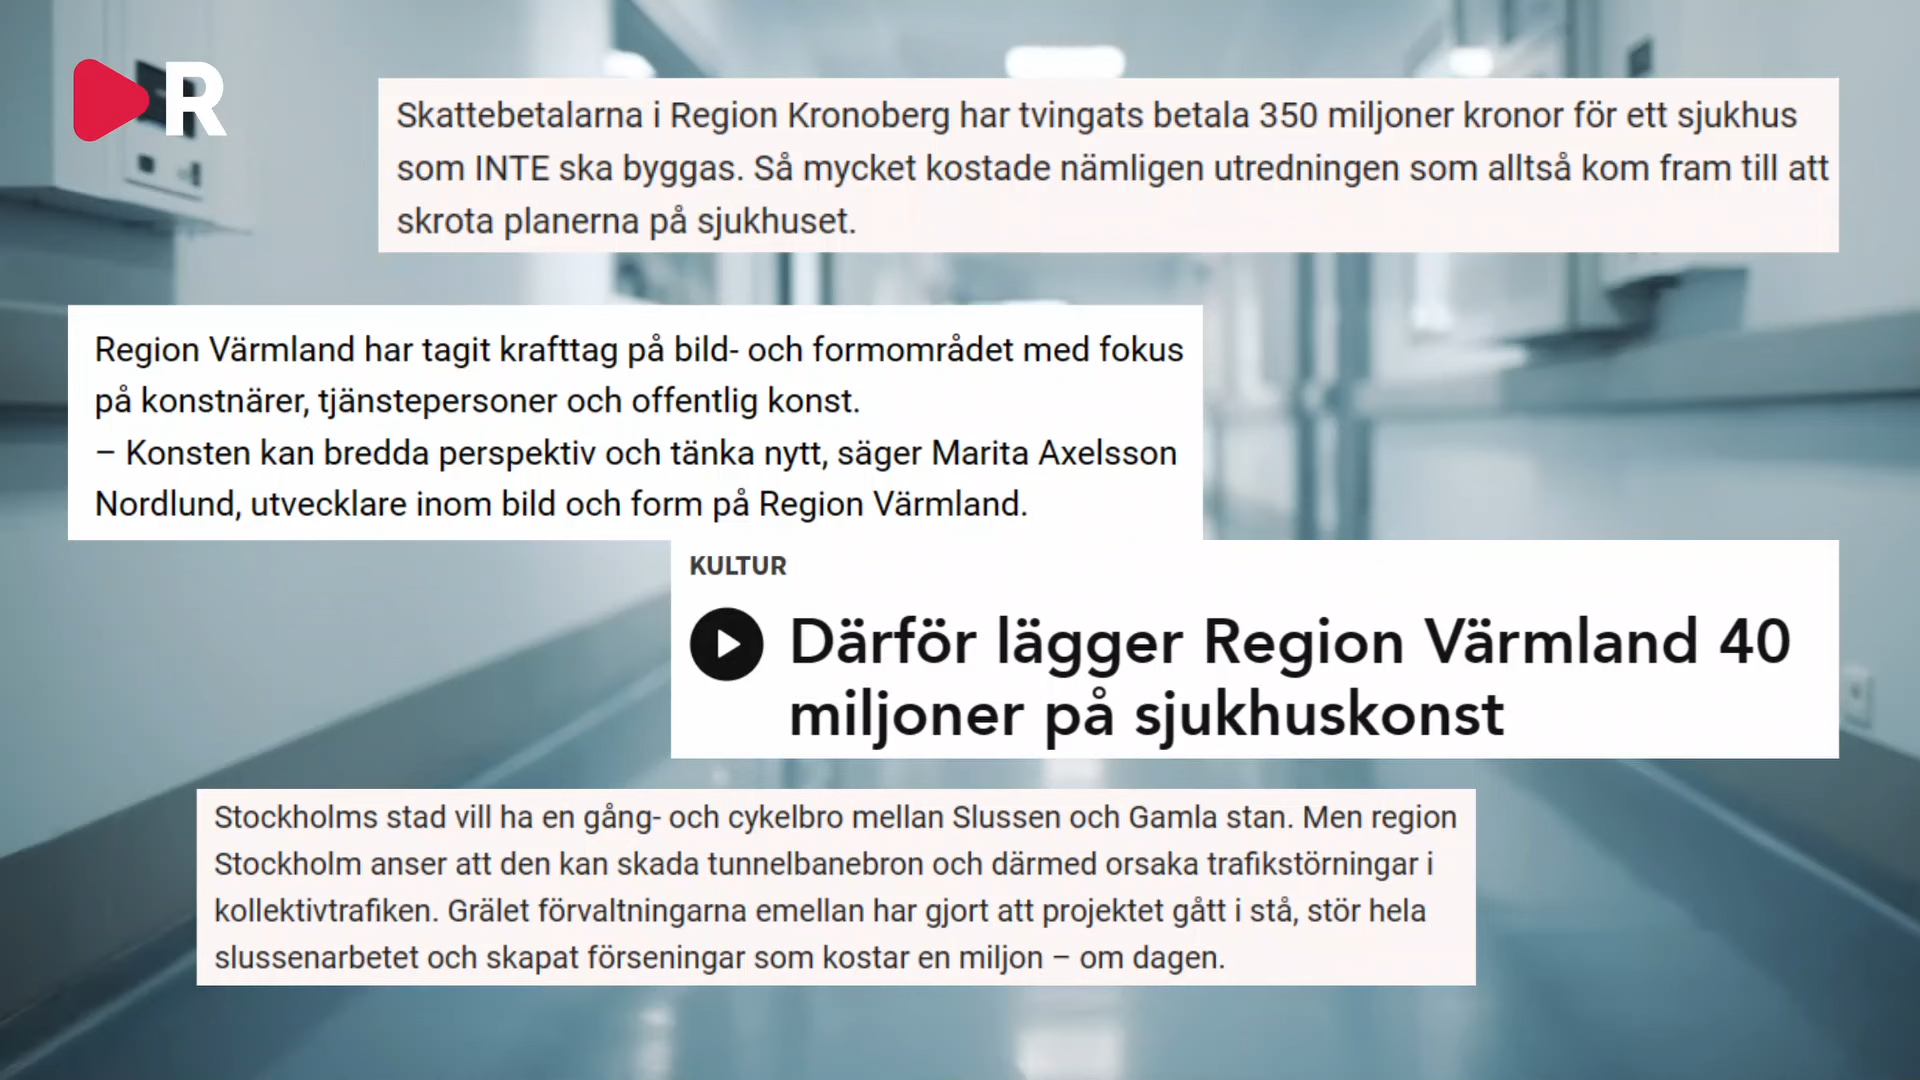 R
Skattebetalarna i Region Kronoberg har tvingats betala 350 miljoner kronor för ett sjukhus
som INTE ska byggas. Så mycket kostade nämligen utredningen som alltså kom fram till att
skrota planerna på sjukhuset.
Region Värmland har tagit krafttag på bild- och formområdet med fokus
på konstnärer, tjänstepersoner och offentlig konst.
– Konsten kan bredda perspektiv och tänka nytt, säger Marita Axelsson
Nordlund, utvecklare inom bild och form på Region Värmland.
KULTUR
Därför lägger Region Värmland 40
miljoner på sjukhuskonst
Stockholms stad vill ha en gång- och cykelbro mellan Slussen och Gamla stan. Men region
Stockholm anser att den kan skada tunnelbanebron och därmed orsaka trafikstörningar i
kollektivtrafiken. Grälet förvaltningarna emellan har gjort att projektet gått i stå, stör hela
slussenarbetet och skapat förseningar som kostar en miljon – om dagen.